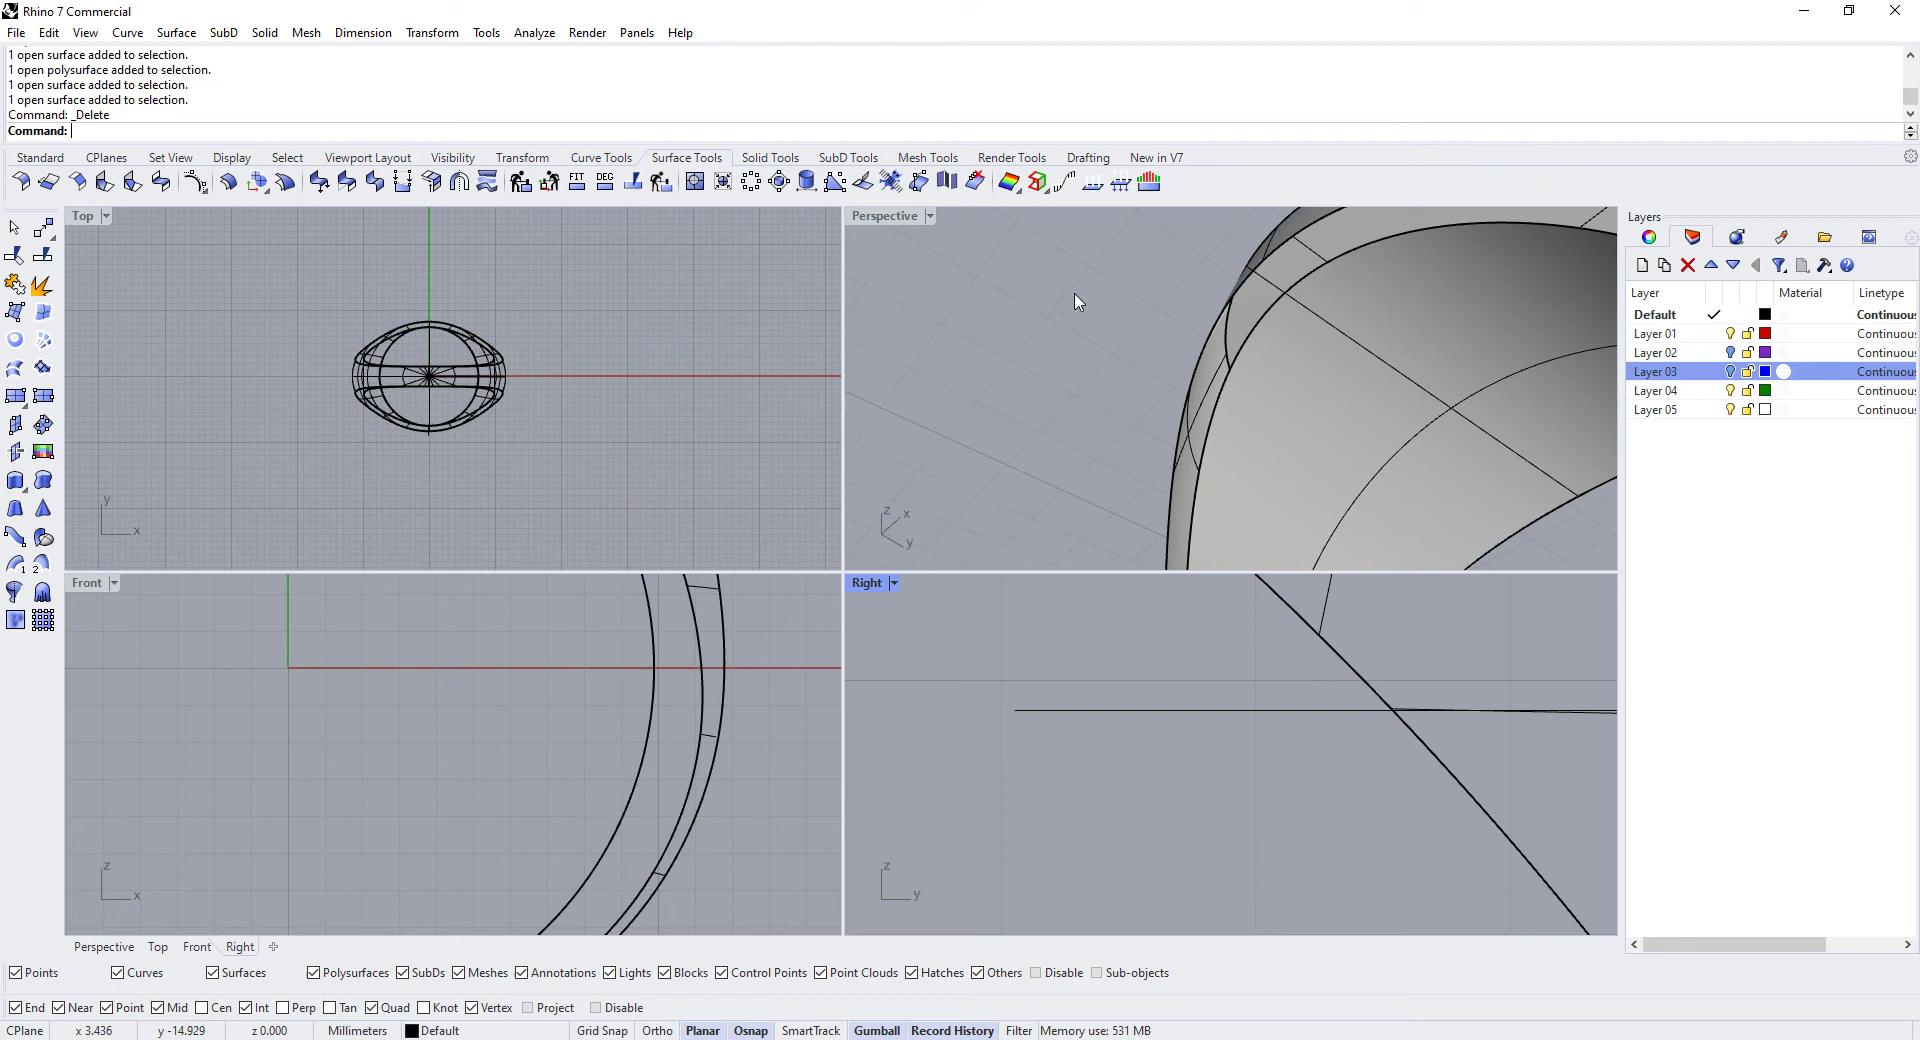 Rhino 7 Commercial
File Edit View Curve Surface SubD Solid Mesh Dimension Transform Tools Analyze Render Panels Help
1 open surface added to selection.
1 open polysurface added to selection.
1 open surface added to selection.
1 open surface added to selection.
Command: _Delete
Command:
Standard CPlanes Set View Display Select Viewport Layout Visibility Transform Curve Tools Surface Tools Solid Tools SubD Tools Mesh Tools Render Tools Drafting New in V7
FIT DEG
Top
y
x
Perspective
z x
y
Front
z
x
Right
z
y
1 2
Layers
Layer Material Linetype
Default Continuous
Layer 01 Continuous
Layer 02 Continuous
Layer 03 Continuous
Layer 04 Continuous
Layer 05 Continuous
Perspective Top Front Right
Points Curves Surfaces Polysurfaces SubDs Meshes Annotations Lights Blocks Control Points Point Clouds Hatches Others Disable Sub-objects
End Near Point Mid Cen Int Perp Tan Quad Knot Vertex Project Disable
CPlane x 3.436 y -14.929 z 0.000 Millimeters Default Grid Snap Ortho Planar Osnap SmartTrack Gumball Record History Filter Memory use: 531 MB